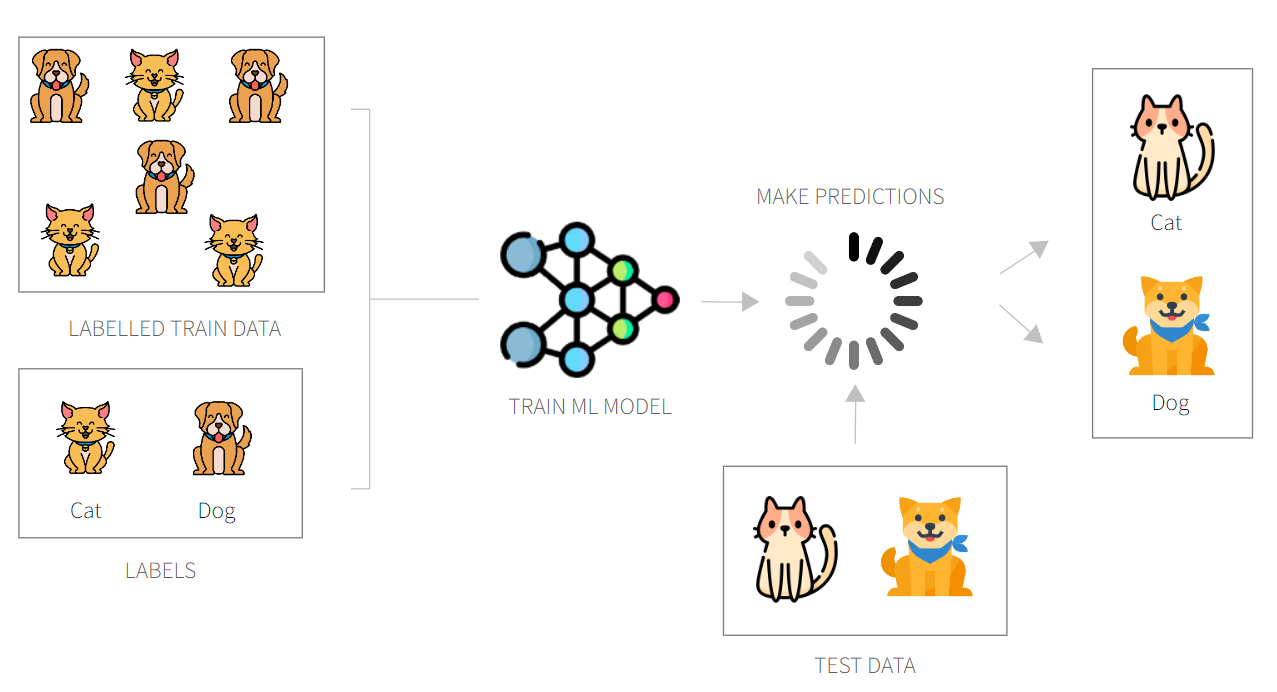 LABELLED TRAIN DATA
Cat
Dog
LABELS
TRAIN ML MODEL
MAKE PREDICTIONS
TEST DATA
Cat
Dog